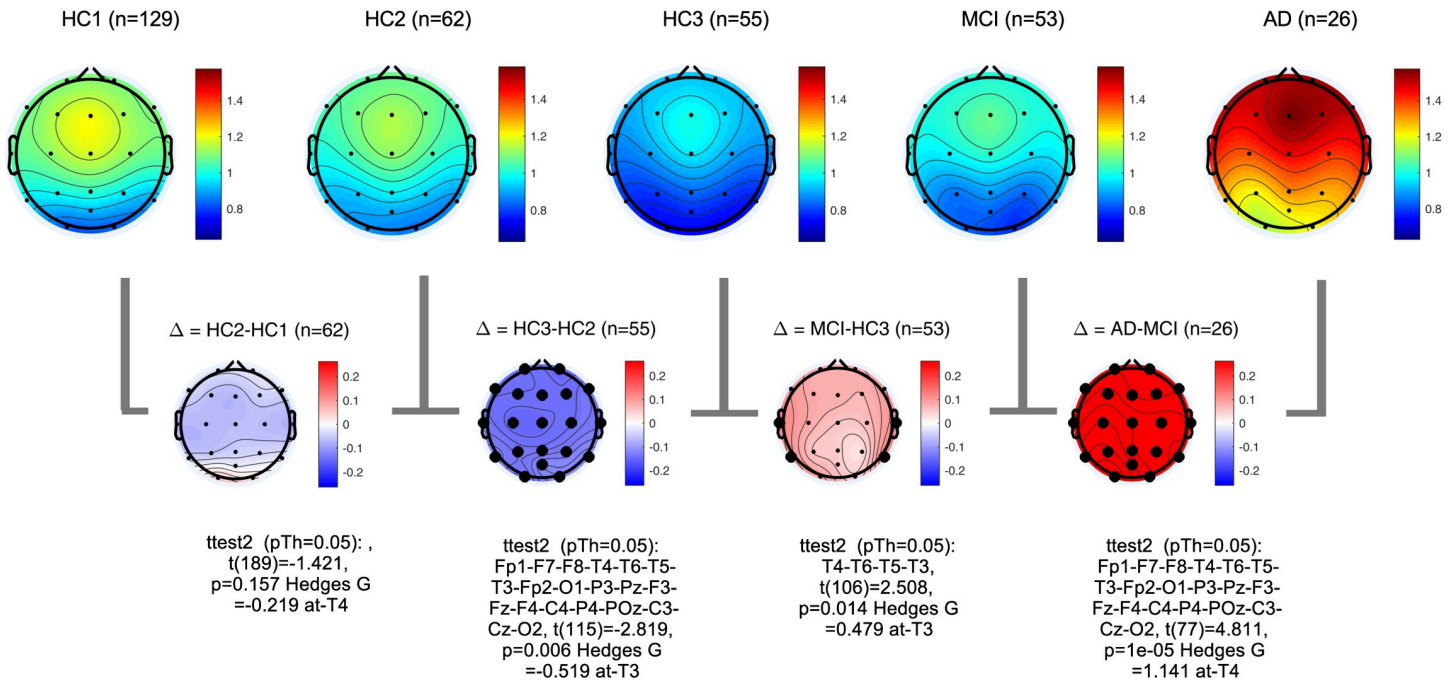 HC1 (n=129)
HC2 (n=62)
HC3 (n=55)
MCI (n=53)
AD (n=26)
1.4
1.2
1
0.8
1.4
1.2
1
0.8
1.4
1.2
1
0.8
1.4
1.2
1
0.8
1.4
1.2
1
0.8
Δ = HC2-HC1 (n=62)
0.2
0.1
0
-0.1
-0.2
Δ = HC3-HC2 (n=55)
0.2
0.1
0
-0.1
-0.2
Δ = MCI-HC3 (n=53)
0.2
0.1
0
-0.1
-0.2
Δ = AD-MCI (n=26)
0.2
0.1
0
-0.1
-0.2
ttest2 (pTh=0.05): ,
t(189)=-1.421,
p=0.157 Hedges G
=-0.219 at-T4
ttest2 (pTh=0.05):
Fp1-F7-F8-T4-T6-T5-
T3-Fp2-O1-P3-Pz-F3-
Fz-F4-C4-P4-POz-C3-
Cz-O2, t(115)=-2.819,
p=0.006 Hedges G
=-0.519 at-T3
ttest2 (pTh=0.05):
T4-T6-T5-T3,
t(106)=2.508,
p=0.014 Hedges G
=0.479 at-T3
ttest2 (pTh=0.05):
Fp1-F7-F8-T4-T6-T5-
T3-Fp2-O1-P3-Pz-F3-
Fz-F4-C4-P4-POz-C3-
Cz-O2, t(77)=4.811,
p=1e-05 Hedges G
=1.141 at-T4